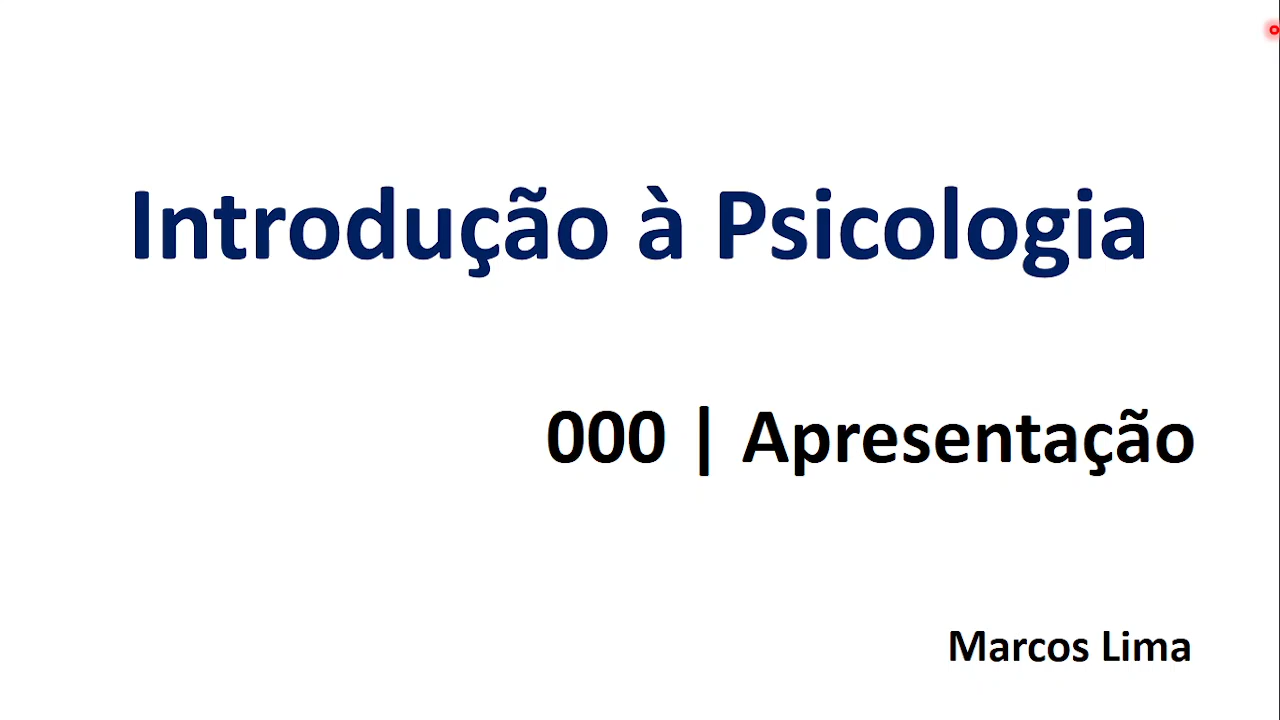 Introdução à Psicologia
000 | Apresentação
Marcos Lima